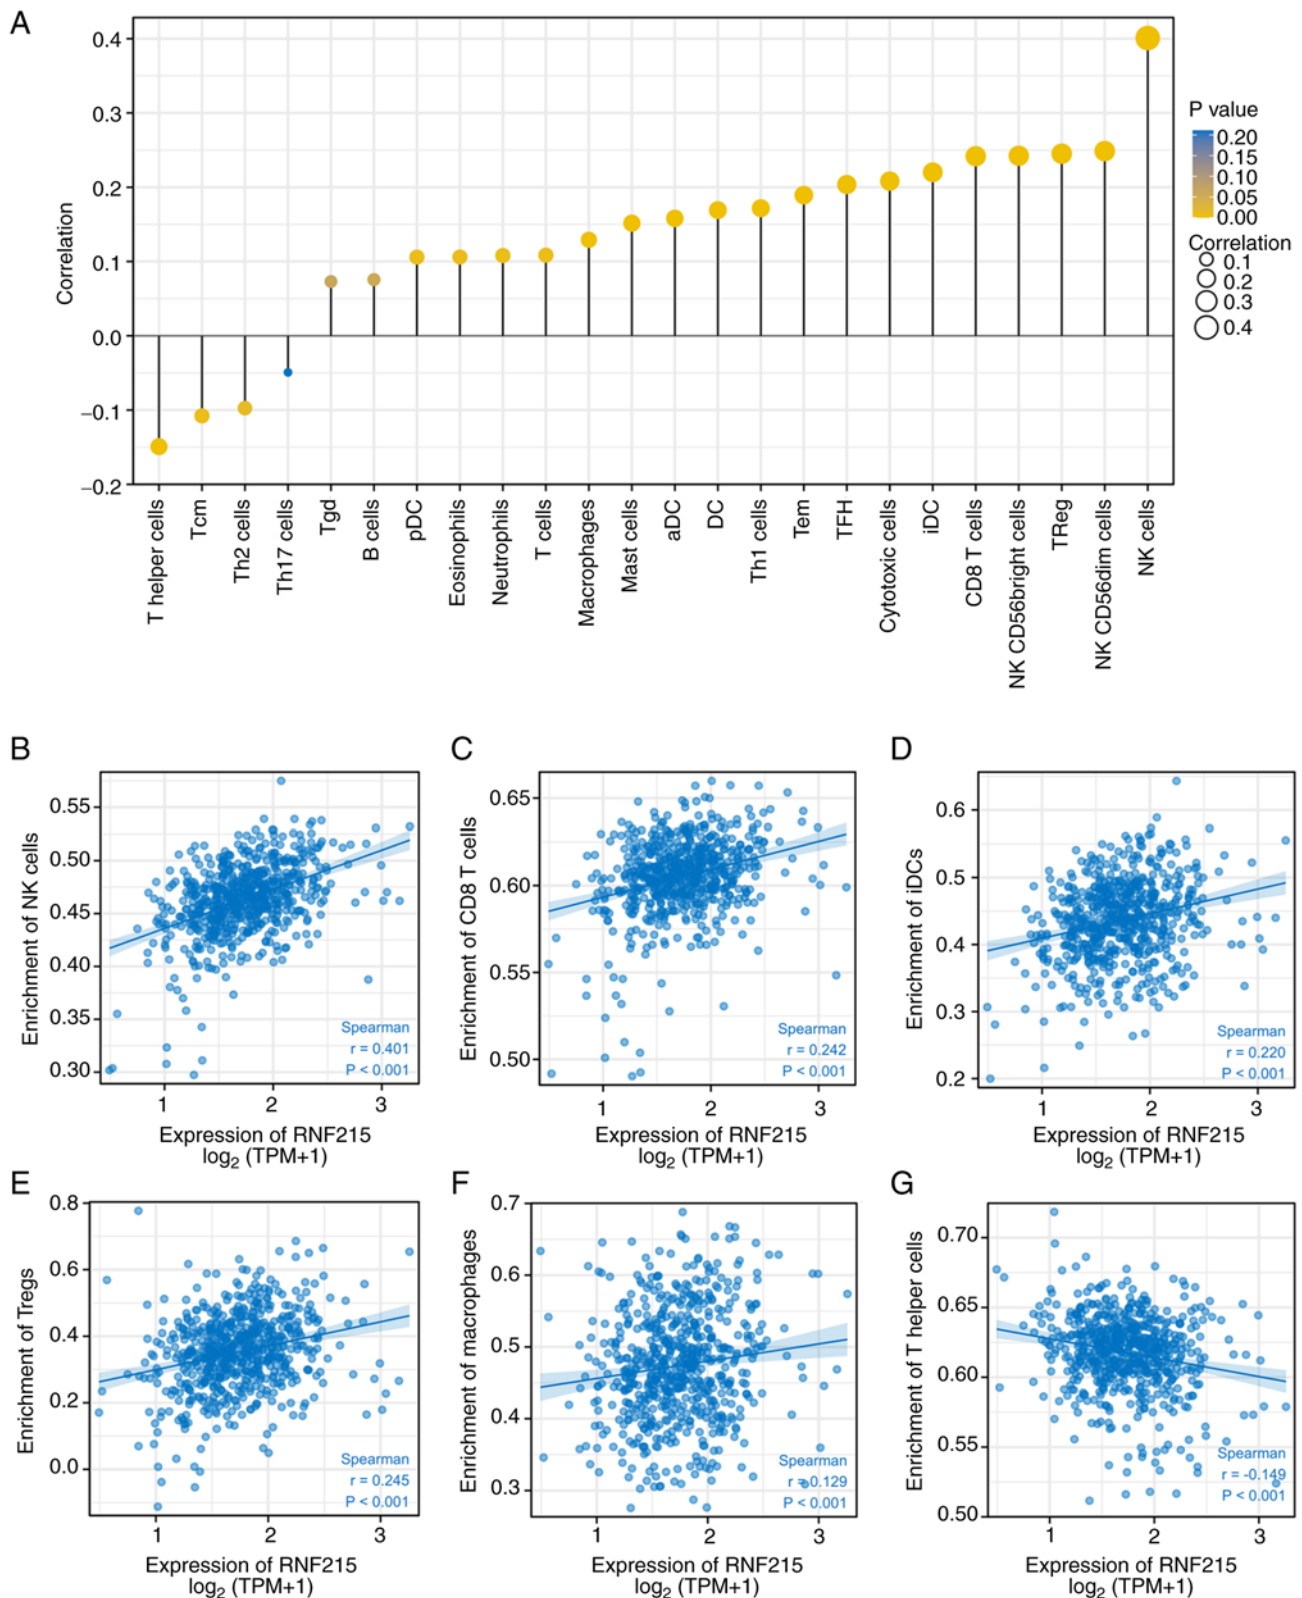 A
Correlation
0.4
0.3
0.2
0.1
0.0
−0.1
−0.2
T helper cells
Tcm
Th2 cells
Th17 cells
Tgd
B cells
pDC
Eosinophils
Neutrophils
T cells
Macrophages
Mast cells
aDC
DC
Th1 cells
Tem
TFH
Cytotoxic cells
iDC
CD8 T cells
NK CD56bright cells
TReg
NK CD56dim cells
NK cells
P value
0.20
0.15
0.10
0.05
0.00
Correlation
0.1
0.2
0.3
0.4
B
Enrichment of NK cells
0.55
0.50
0.45
0.40
0.35
0.30
Spearman
r = 0.401
P < 0.001
1 2 3
Expression of RNF215
log2 (TPM+1)
C
Enrichment of CD8 T cells
0.65
0.60
0.55
0.50
Spearman
r = 0.242
P < 0.001
1 2 3
Expression of RNF215
log2 (TPM+1)
D
Enrichment of iDCs
0.6
0.5
0.4
0.3
0.2
Spearman
r = 0.220
P < 0.001
1 2 3
Expression of RNF215
log2 (TPM+1)
E
Enrichment of Tregs
0.8
0.6
0.4
0.2
0.0
Spearman
r = 0.245
P < 0.001
1 2 3
Expression of RNF215
log2 (TPM+1)
F
Enrichment of macrophages
0.7
0.6
0.5
0.4
0.3
Spearman
r = 0.129
P < 0.001
1 2 3
Expression of RNF215
log2 (TPM+1)
G
Enrichment of T helper cells
0.70
0.65
0.60
0.55
0.50
Spearman
r = -0.149
P < 0.001
1 2 3
Expression of RNF215
log2 (TPM+1)